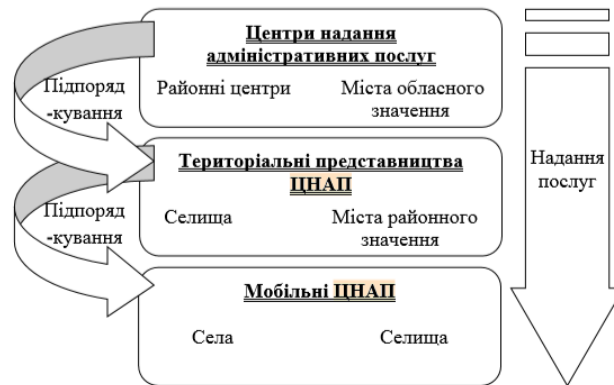 Центри надання
адміністративних послуг
Районні центри
Міста обласного
значення
Підпоряд
-кування
Територіальні представництва
ЦНАП
Селища
Міста районного
значення
Підпоряд
-кування
Мобільні ЦНАП
Села
Селища
Надання
послуг